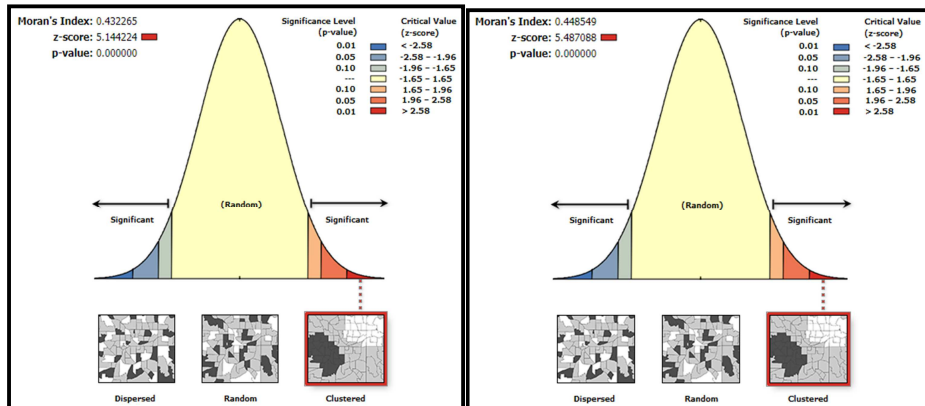 Moran's Index: 0.432265
z-score: 5.144224
p-value: 0.000000
Significance Level
(p-value)
Critical Value
(z-score)
0.01 < -2.58
0.05 -2.58 – -1.96
0.10 -1.96 – -1.65
--- -1.65 – 1.65
0.10 1.65 – 1.96
0.05 1.96 – 2.58
0.01 > 2.58
(Random)
Significant
Significant
Dispersed
Random
Clustered
Moran's Index: 0.448549
z-score: 5.487088
p-value: 0.000000
Significance Level
(p-value)
Critical Value
(z-score)
0.01 < -2.58
0.05 -2.58 – -1.96
0.10 -1.96 – -1.65
--- -1.65 – 1.65
0.10 1.65 – 1.96
0.05 1.96 – 2.58
0.01 > 2.58
(Random)
Significant
Significant
Dispersed
Random
Clustered